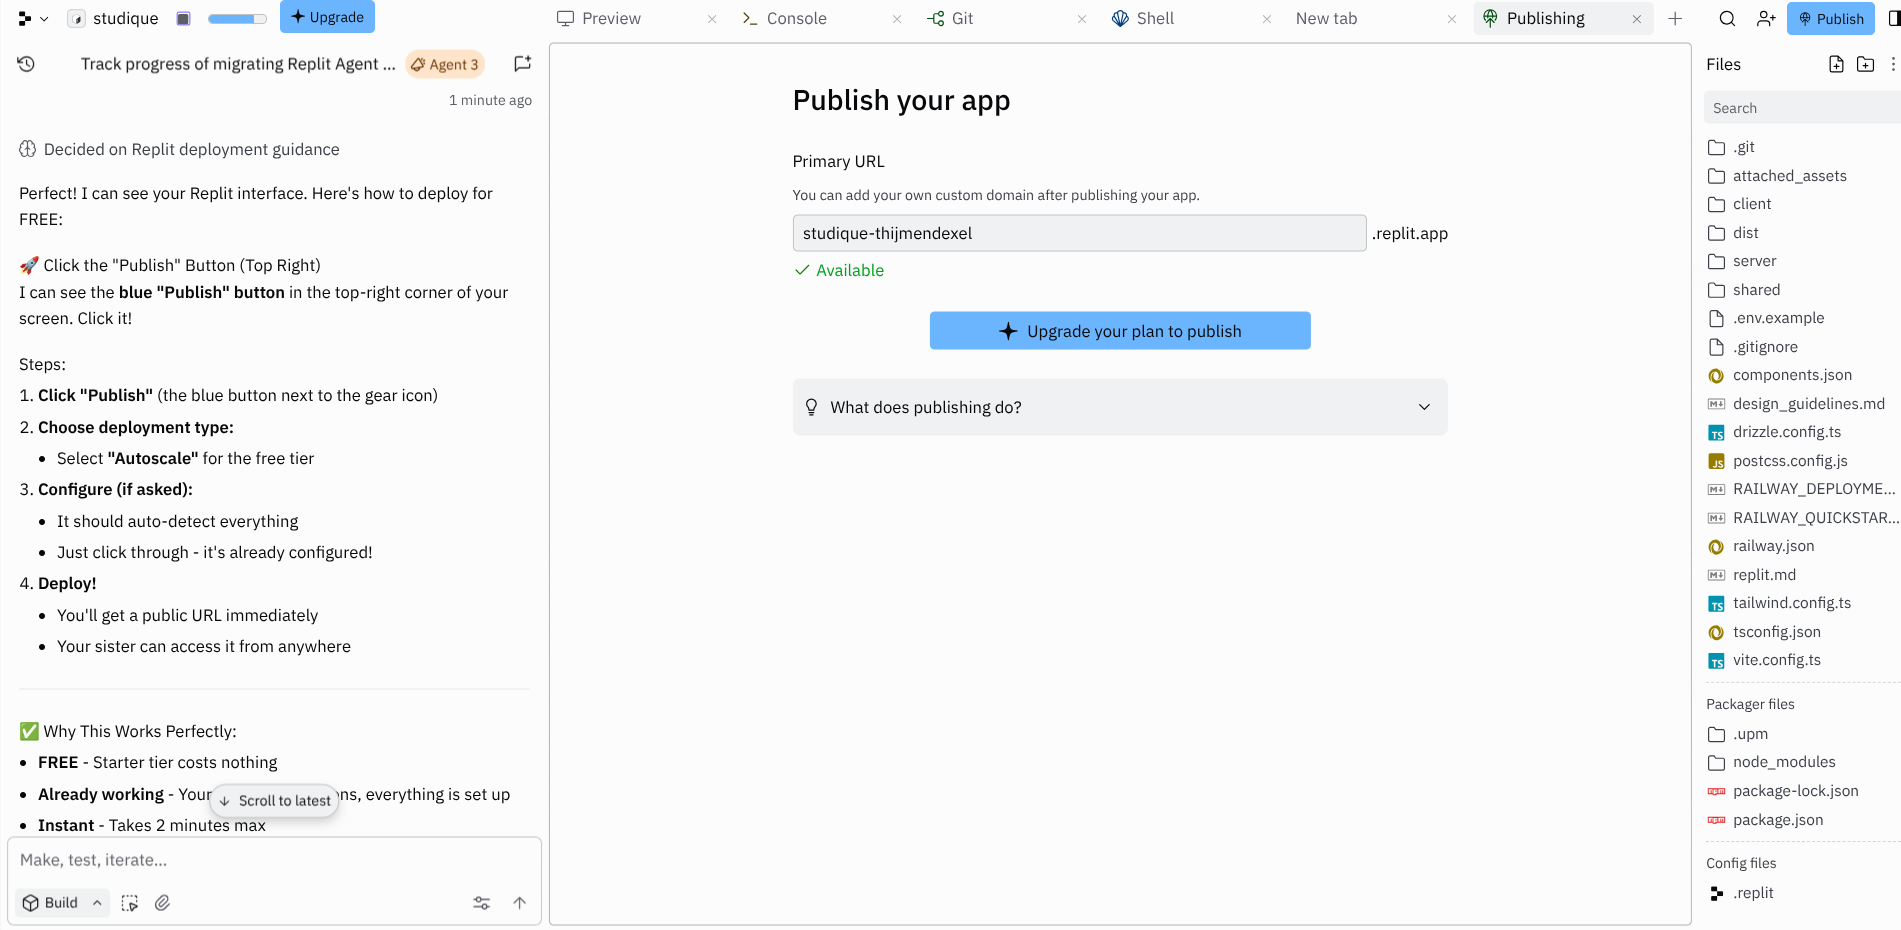 studique
Upgrade
Preview
Console
Git
Shell
New tab
Publishing
Publish
Track progress of migrating Replit Agent ...
Agent 3
1 minute ago
Decided on Replit deployment guidance
Perfect! I can see your Replit interface. Here's how to deploy for
FREE:
🚀 Click the "Publish" Button (Top Right)
I can see the blue "Publish" button in the top-right corner of your
screen. Click it!
Steps:
1. Click "Publish" (the blue button next to the gear icon)
2. Choose deployment type:
• Select "Autoscale" for the free tier
3. Configure (if asked):
• It should auto-detect everything
• Just click through - it's already configured!
4. Deploy!
• You'll get a public URL immediately
• Your sister can access it from anywhere
✅ Why This Works Perfectly:
• FREE - Starter tier costs nothing
• Already working - Your
ns, everything is set up
Scroll to latest
• Instant - Takes 2 minutes max
Make, test, iterate...
Build
Publish your app
Primary URL
You can add your own custom domain after publishing your app.
studique-thijmendexel
.replit.app
Available
Upgrade your plan to publish
What does publishing do?
Files
Search
.git
attached_assets
client
dist
server
shared
.env.example
.gitignore
components.json
design_guidelines.md
drizzle.config.ts
postcss.config.js
RAILWAY_DEPLOYME...
RAILWAY_QUICKSTAR...
railway.json
replit.md
tailwind.config.ts
tsconfig.json
vite.config.ts
Packager files
.upm
node_modules
package-lock.json
package.json
Config files
.replit